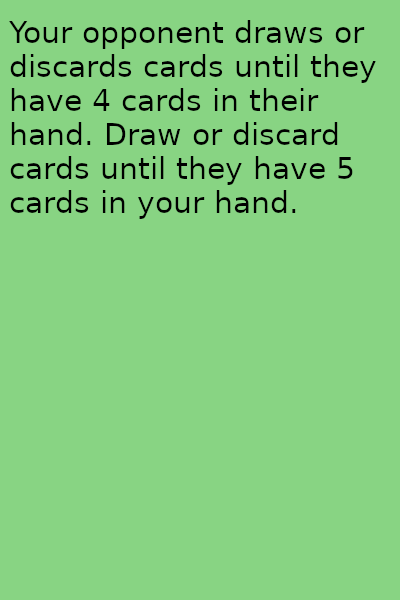 Your opponent draws or
discards cards until they
have 4 cards in their
hand. Draw or discard
cards until they have 5
cards in your hand.